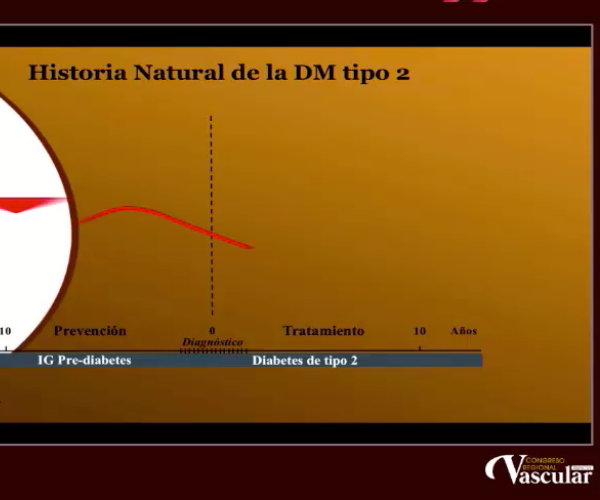 Historia Natural de la DM tipo 2
10 Prevención 0 Tratamiento 10 Años
Diagnóstico
IG Pre-diabetes Diabetes de tipo 2
CONGRESO
REGIONAL
Vascular